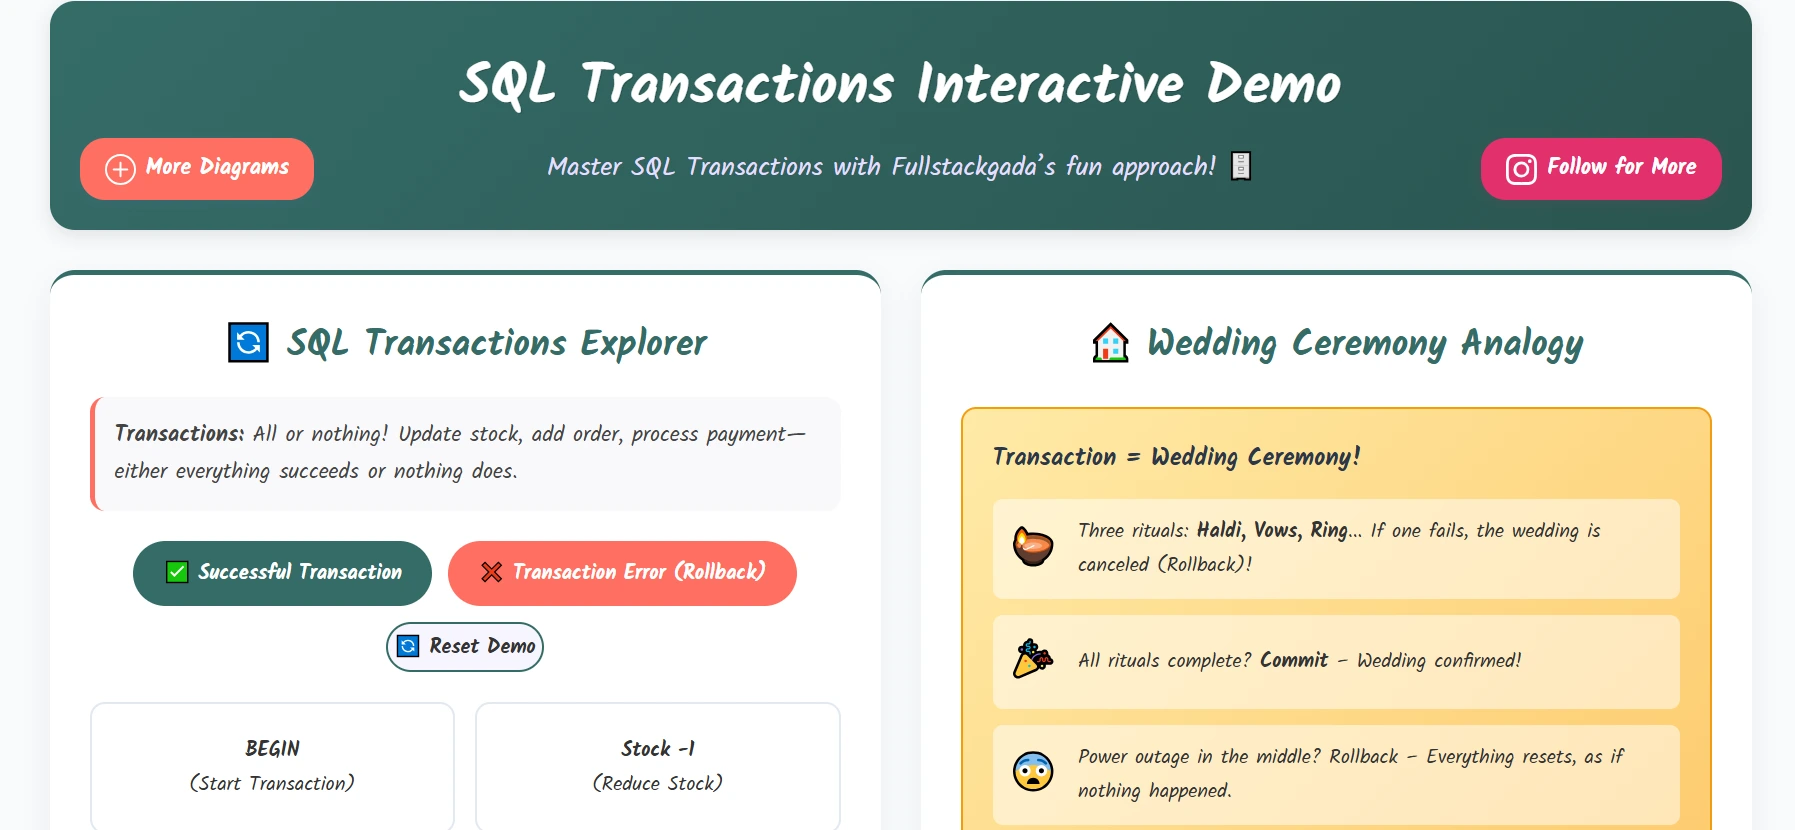 SQL Transactions Interactive Demo
More Diagrams
Master SQL Transactions with Fullstackgada's fun approach!
Follow for More
SQL Transactions Explorer
Transactions: All or nothing! Update stock, add order, process payment—
either everything succeeds or nothing does.
Successful Transaction
Transaction Error (Rollback)
Reset Demo
BEGIN
(Start Transaction)
Stock -1
(Reduce Stock)
Wedding Ceremony Analogy
Transaction = Wedding Ceremony!
Three rituals: Haldi, Vows, Ring... If one fails, the wedding is
canceled (Rollback)!
All rituals complete? Commit – Wedding confirmed!
Power outage in the middle? Rollback – Everything resets, as if
nothing happened.